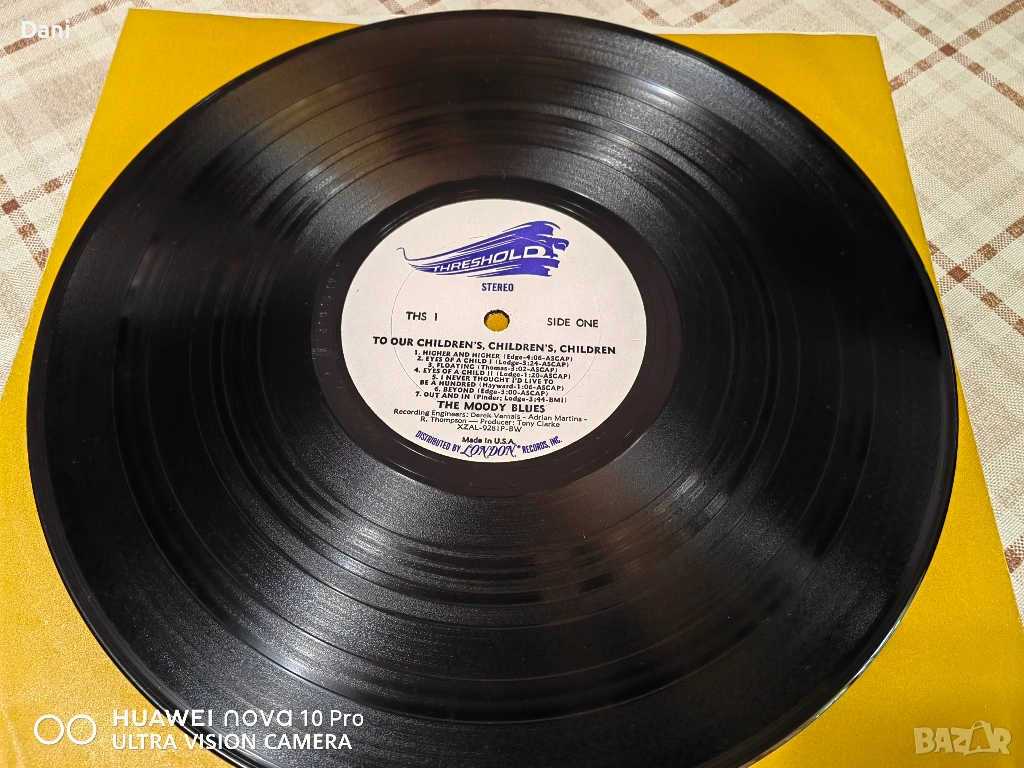 Dani
THRESHOLD
STEREO
THS 1 SIDE ONE
TO OUR CHILDREN'S, CHILDREN'S, CHILDREN
1. HIGHER AND HIGHER (Edge-4:06-ASCAP)
2. EYES OF A CHILD I (Lodge-3:24-ASCAP)
3. FLOATING (Thomas-3:02-ASCAP)
4. EYES OF A CHILD II (Lodge-1:20-ASCAP)
5. I NEVER THOUGHT I'D LIVE TO
BE A HUNDRED (Hayward-1:06-ASCAP)
6. BEYOND (Edge-3:00-ASCAP)
7. OUT AND IN (Pinder; Lodge-3:44-BMI)
THE MOODY BLUES
Recording Engineers: Derek Varnals - Adrian Martins -
R. Thompson — Producer: Tony Clarke
XZAL-9281P-BW
Made in U.S.A.
DISTRIBUTED BY LONDON® RECORDS, INC.
HUAWEI nova 10 Pro
ULTRA VISION CAMERA
BAZAR